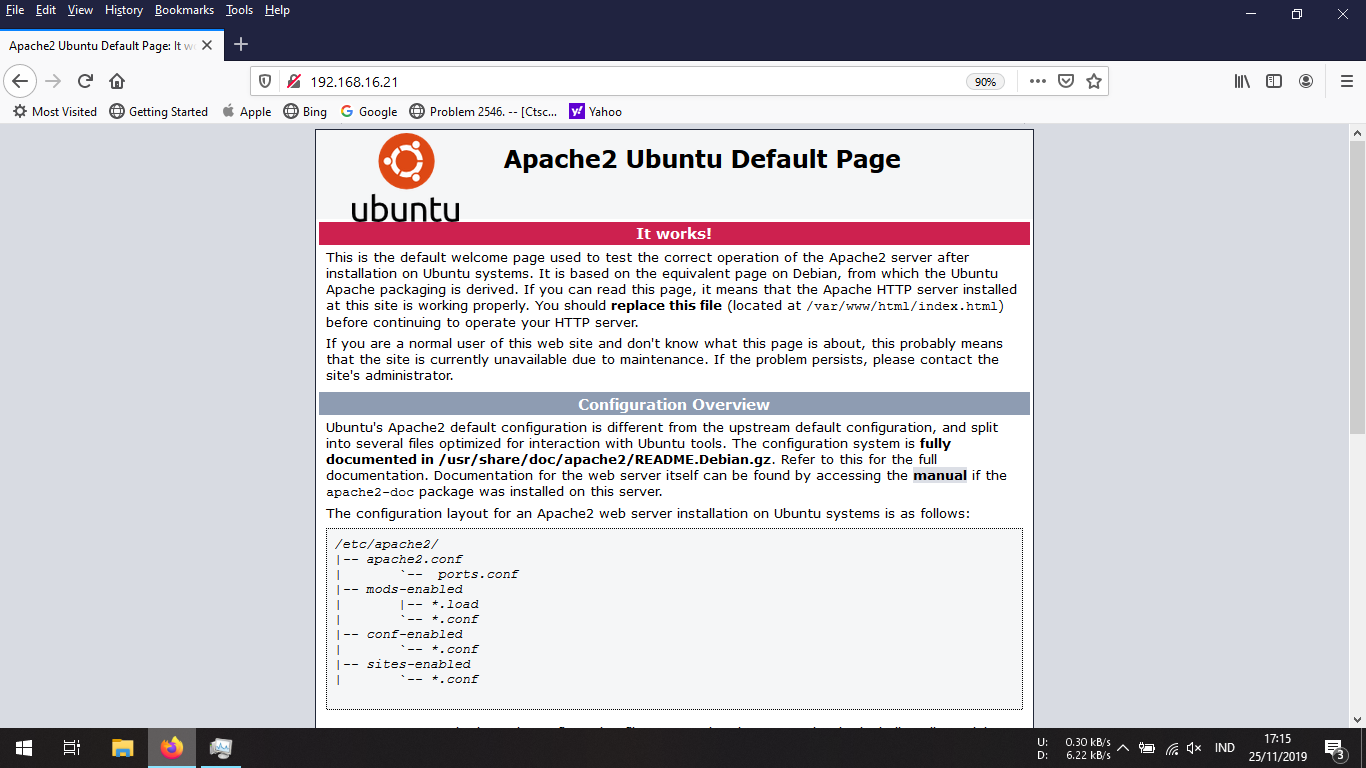 File Edit View History Bookmarks Tools Help
Apache2 Ubuntu Default Page: It w
192.168.16.21
90%
Most Visited Getting Started Apple Bing Google Problem 2546. -- [Ctsc... Yahoo
Apache2 Ubuntu Default Page
ubuntu
It works!
This is the default welcome page used to test the correct operation of the Apache2 server after
installation on Ubuntu systems. It is based on the equivalent page on Debian, from which the Ubuntu
Apache packaging is derived. If you can read this page, it means that the Apache HTTP server installed
at this site is working properly. You should replace this file (located at /var/www/html/index.html)
before continuing to operate your HTTP server.
If you are a normal user of this web site and don't know what this page is about, this probably means
that the site is currently unavailable due to maintenance. If the problem persists, please contact the
site's administrator.
Configuration Overview
Ubuntu's Apache2 default configuration is different from the upstream default configuration, and split
into several files optimized for interaction with Ubuntu tools. The configuration system is fully
documented in /usr/share/doc/apache2/README.Debian.gz. Refer to this for the full
documentation. Documentation for the web server itself can be found by accessing the manual if the
apache2-doc package was installed on this server.
The configuration layout for an Apache2 web server installation on Ubuntu systems is as follows:
/etc/apache2/
|-- apache2.conf
|       `--  ports.conf
|-- mods-enabled
|       |-- *.load
|       `-- *.conf
|-- conf-enabled
|       `-- *.conf
|-- sites-enabled
|       `-- *.conf
U: 0.30 kB/s
D: 6.22 kB/s
IND
17:15
25/11/2019
3